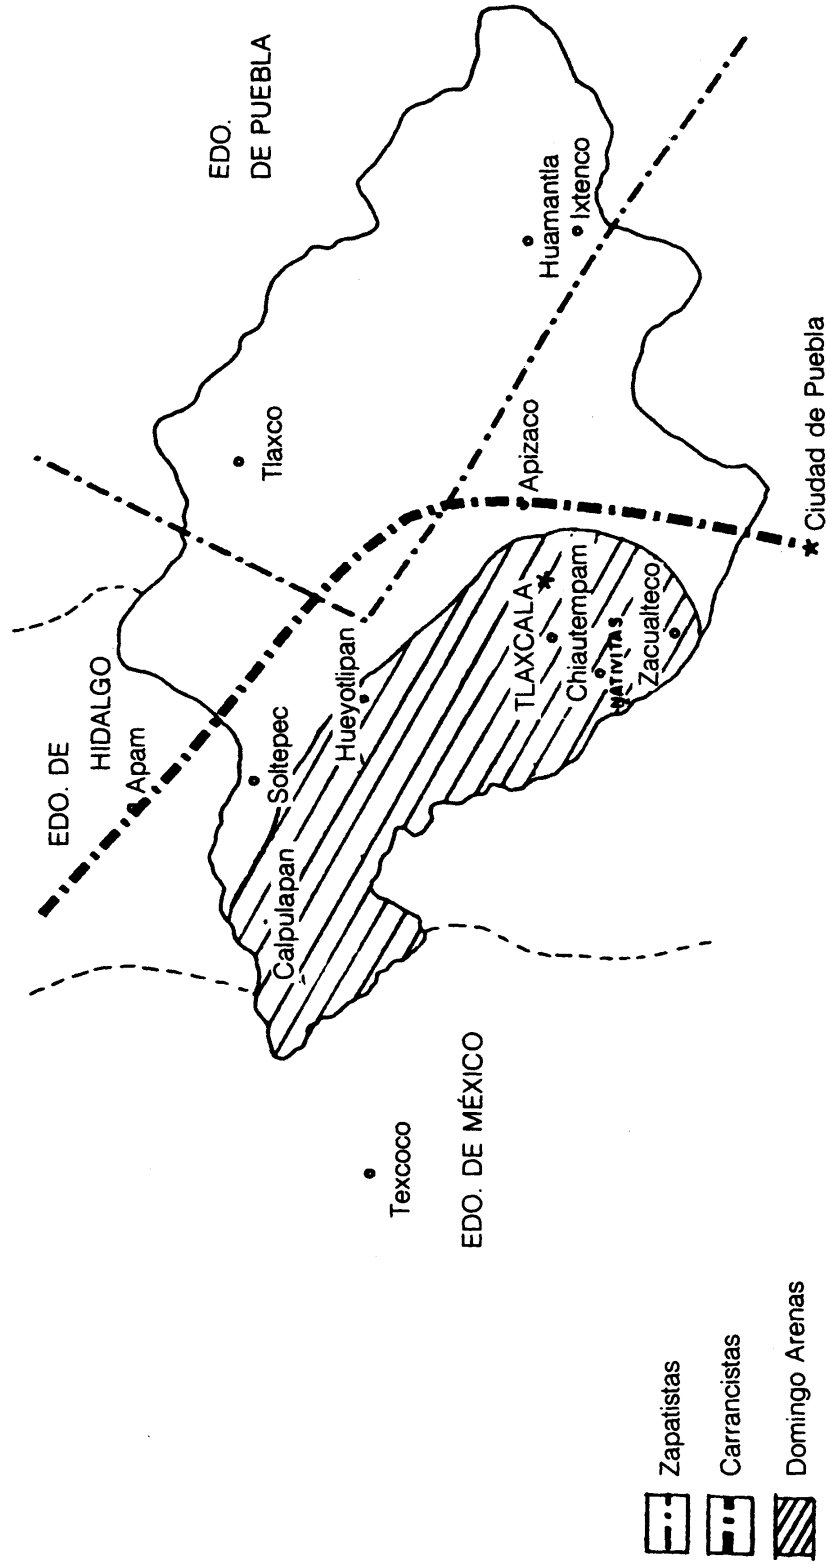 EDO. DE
HIDALGO
Apam
EDO.
DE PUEBLA
Tlaxco
Soltepec
Calpulapan
Hueyotlipan
Huamantla
Ixtenco
Apizaco
TLAXCALA
Chiautempam
NATIVITAS
Zacualteco
Texcoco
EDO. DE MÉXICO
Ciudad de Puebla
Zapatistas
Carrancistas
Domingo Arenas